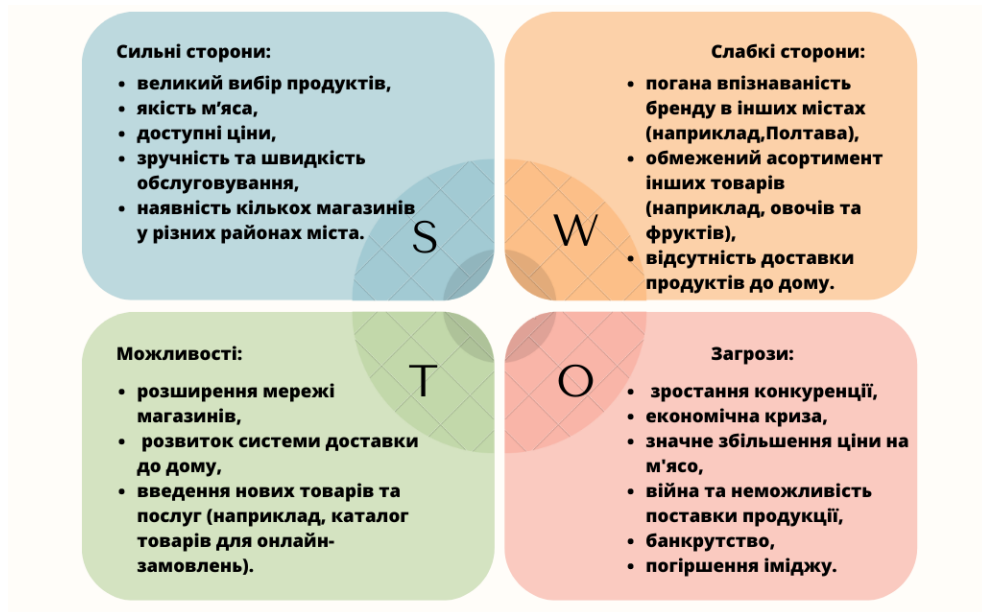 Сильні сторони:
великий вибір продуктів,
якість м’яса,
доступні ціни,
зручність та швидкість
обслуговування,
наявність кількох магазинів
у різних районах міста.
S
Слабкі сторони:
погана впізнаваність
бренду в інших містах
(наприклад,Полтава),
обмежений асортимент
інших товарів
(наприклад, овочів та
фруктів),
відсутність доставки
продуктів до дому.
W
Можливості:
розширення мережі
магазинів,
розвиток системи доставки
до дому,
введення нових товарів та
послуг (наприклад, каталог
товарів для онлайн-
замовлень).
T
Загрози:
зростання конкуренції,
економічна криза,
значне збільшення ціни на
м'ясо,
війна та неможливість
поставки продукції,
банкрутство,
погіршення іміджу.
O